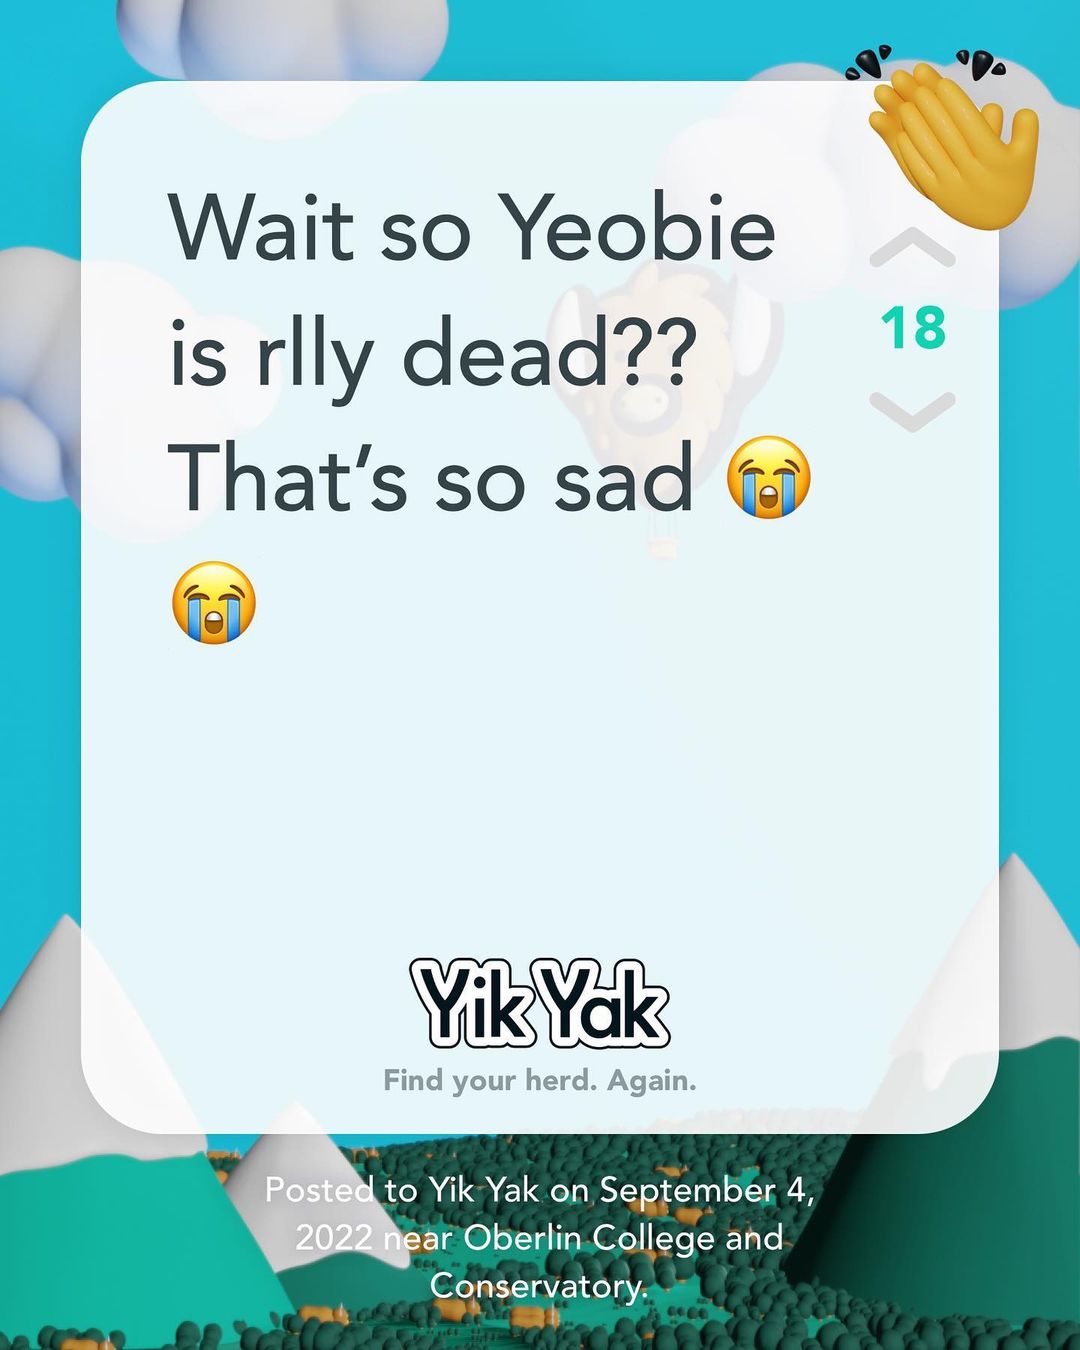 Wait so Yeobie
is rlly dead??
That’s so sad 😭
😭
18
Yik Yak
Find your herd. Again.
Posted to Yik Yak on September 4,
2022 near Oberlin College and
Conservatory.